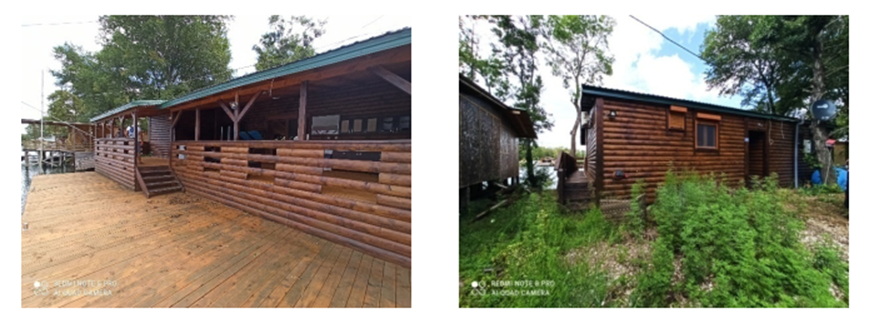 REDMI NOTE 8 PRO
AI QUAD CAMERA
REDMI NOTE 8 PRO
AI QUAD CAMERA